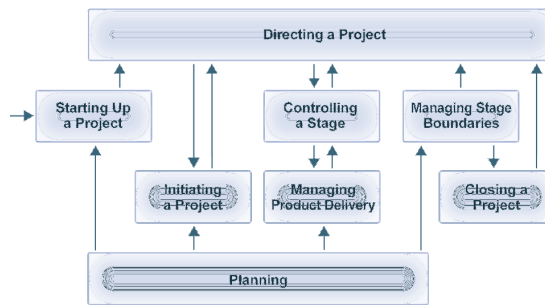 Directing a Project
Starting Up
a Project
Controlling
a Stage
Managing Stage
Boundaries
Initiating
a Project
Managing
Product Delivery
Closing a
Project
Planning